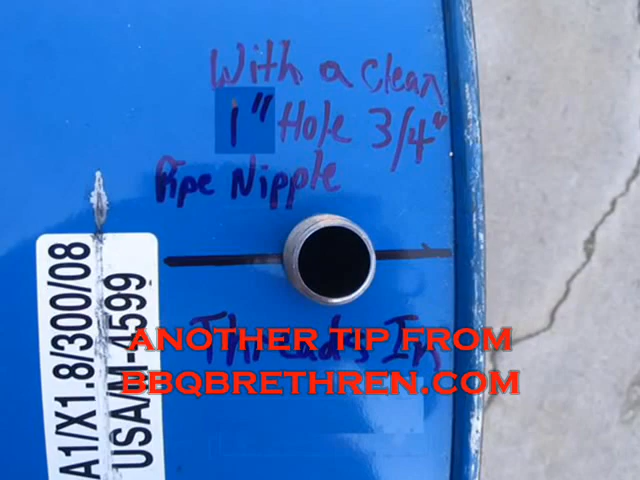 With a clean
1" Hole 3/4"
Pipe Nipple
Threads In
ANOTHER TIP FROM
BBQBRETHREN.COM
A1/X1.8/300/08
USA/M-4599